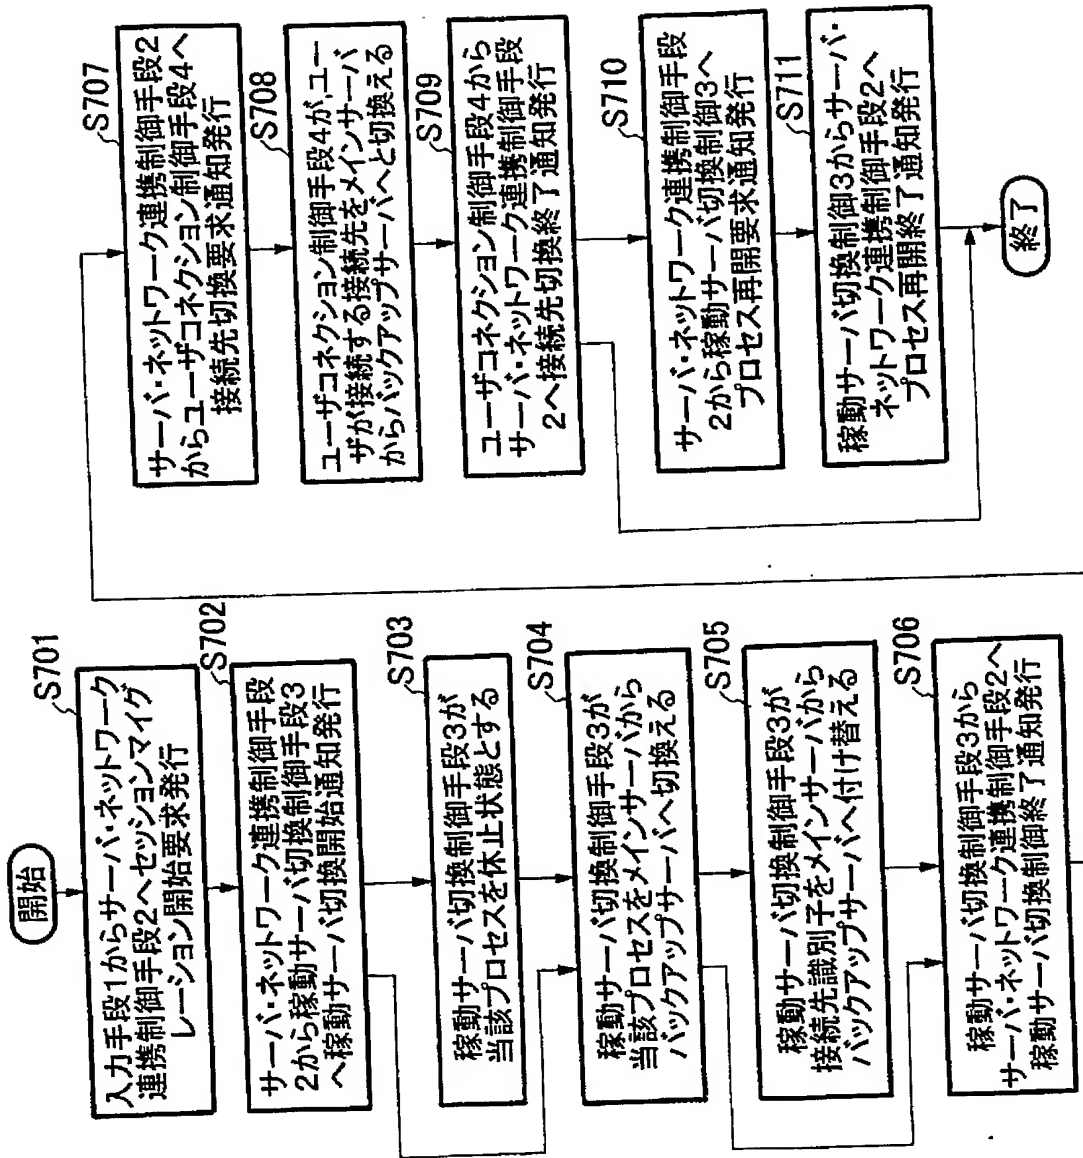 開始
S701
入力手段1からサーバ・ネットワーク
連携制御手段2へセッションマイグ
レーション開始要求発行
S702
サーバ・ネットワーク連携制御手段
2から稼動サーバ切換制御手段3
へ稼動サーバ切換開始通知発行
S703
稼動サーバ切換制御手段3が
当該プロセスを休止状態とする
S704
稼動サーバ切換制御手段3が
当該プロセスをメインサーバから
バックアップサーバへ切換える
S705
稼動サーバ切換制御手段3が
接続先識別子をメインサーバから
バックアップサーバへ付け替える
S706
稼動サーバ切換制御手段3から
サーバ・ネットワーク連携制御手段2へ
稼動サーバ切換制御終了通知発行
S707
サーバ・ネットワーク連携制御手段2
からユーザコネクション制御手段4へ
接続先切換要求通知発行
S708
ユーザコネクション制御手段4が、ユー
ザが接続する接続先をメインサーバ
からバックアップサーバへと切換える
S709
ユーザコネクション制御手段4から
サーバ・ネットワーク連携制御手段
2へ接続先切換終了通知発行
S710
サーバ・ネットワーク連携制御手段
2から稼動サーバ切換制御3へ
プロセス再開要求通知発行
S711
稼動サーバ切換制御3からサーバ・
ネットワーク連携制御手段2へ
プロセス再開終了通知発行
終了